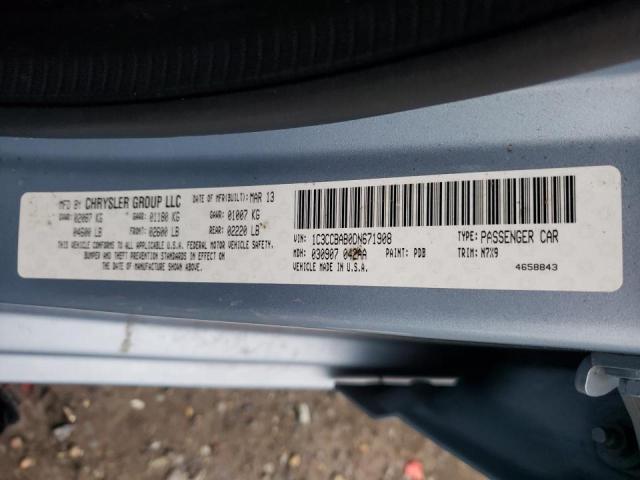 MFD BY CHRYSLER GROUP LLC DATE OF MFR(BUILT): MAR 13
GVWR: 02087 KG GAWR: 01180 KG GAWR: 01007 KG
04600 LB FRONT: 02600 LB REAR: 02220 LB
THIS VEHICLE CONFORMS TO ALL APPLICABLE U.S.A. FEDERAL MOTOR VEHICLE SAFETY,
BUMPER AND THEFT PREVENTION STANDARDS IN EFFECT ON
THE DATE OF MANUFACTURE SHOWN ABOVE.
VIN: 1C3CCBAB0DN671908 TYPE: PASSENGER CAR
MDH: 030907 042AA PAINT: PDB TRIM: N7X9
VEHICLE MADE IN U.S.A. 4658843